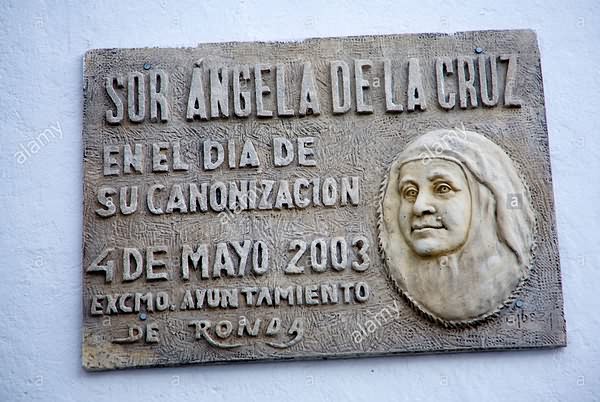 SOR ÁNGELA DE LA CRUZ
EN EL DIA DE
SU CANONIZACION
4 DE MAYO 2003
EXCMO. AYUNTAMIENTO
DE RONDA
alamy